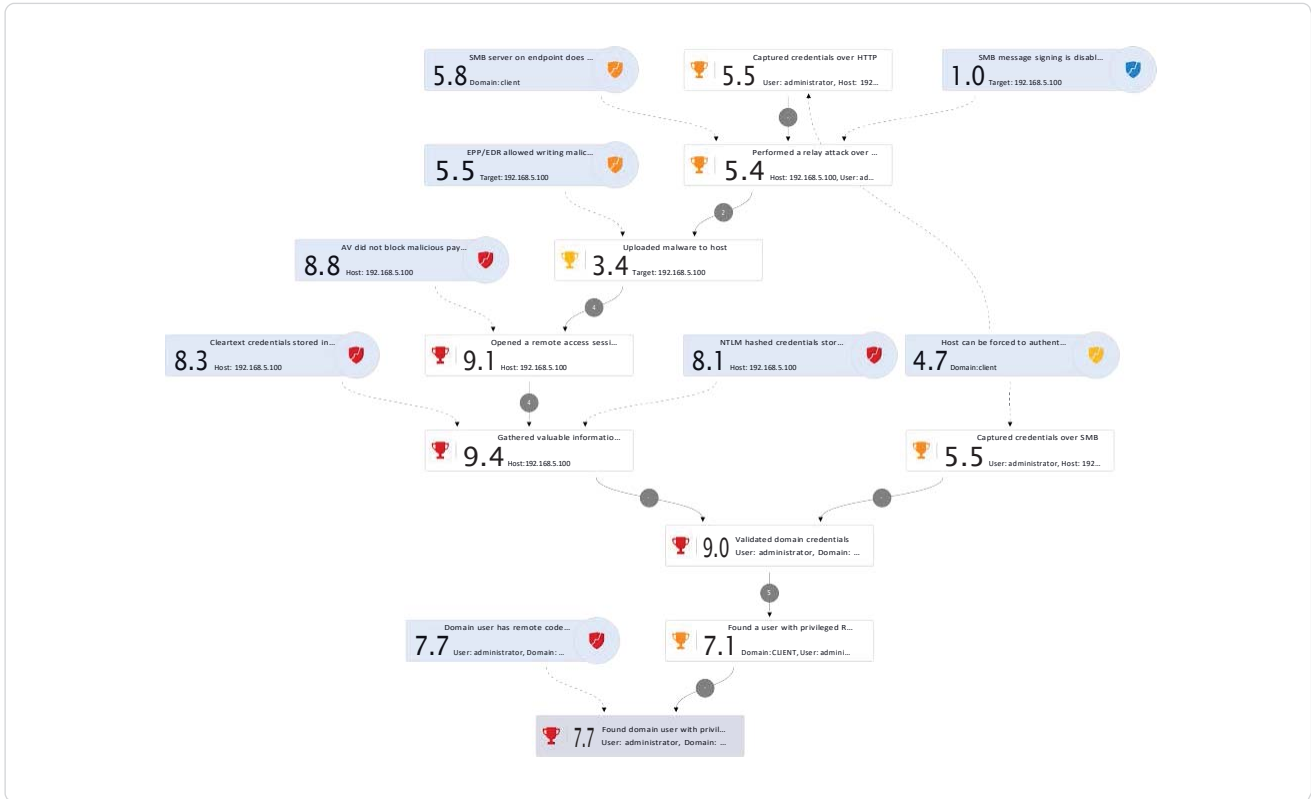 SMB server on endpoint does ...
5.8 Domain:client
Captured credentials over HTTP
5.5 User: administrator, Host: 192...
SMB message signing is disabl...
1.0 Target: 192.168.5.100
EPP/EDR allowed writing malic...
5.5 Target: 192.168.5.100
Performed a relay attack over ...
5.4 Host: 192.168.5.100, User: ad...
2
AV did not block malicious pay...
8.8 Host: 192.168.5.100
Uploaded malware to host
3.4 Target: 192.168.5.100
4
Cleartext credentials stored in...
8.3 Host: 192.168.5.100
Opened a remote access sessi...
9.1 Host: 192.168.5.100
NTLM hashed credentials stor...
8.1 Host: 192.168.5.100
Host can be forced to authent...
4.7 Domain:client
4
Gathered valuable informatio...
9.4 Host:192.168.5.100
Captured credentials over SMB
5.5 User: administrator, Host: 192...
Validated domain credentials
9.0 User: administrator, Domain: ...
Domain user has remote code...
7.7 User: administrator, Domain: ...
Found a user with privileged R...
7.1 Domain:CLIENT, User: admini...
Found domain user with privil...
7.7 User: administrator, Domain: ...